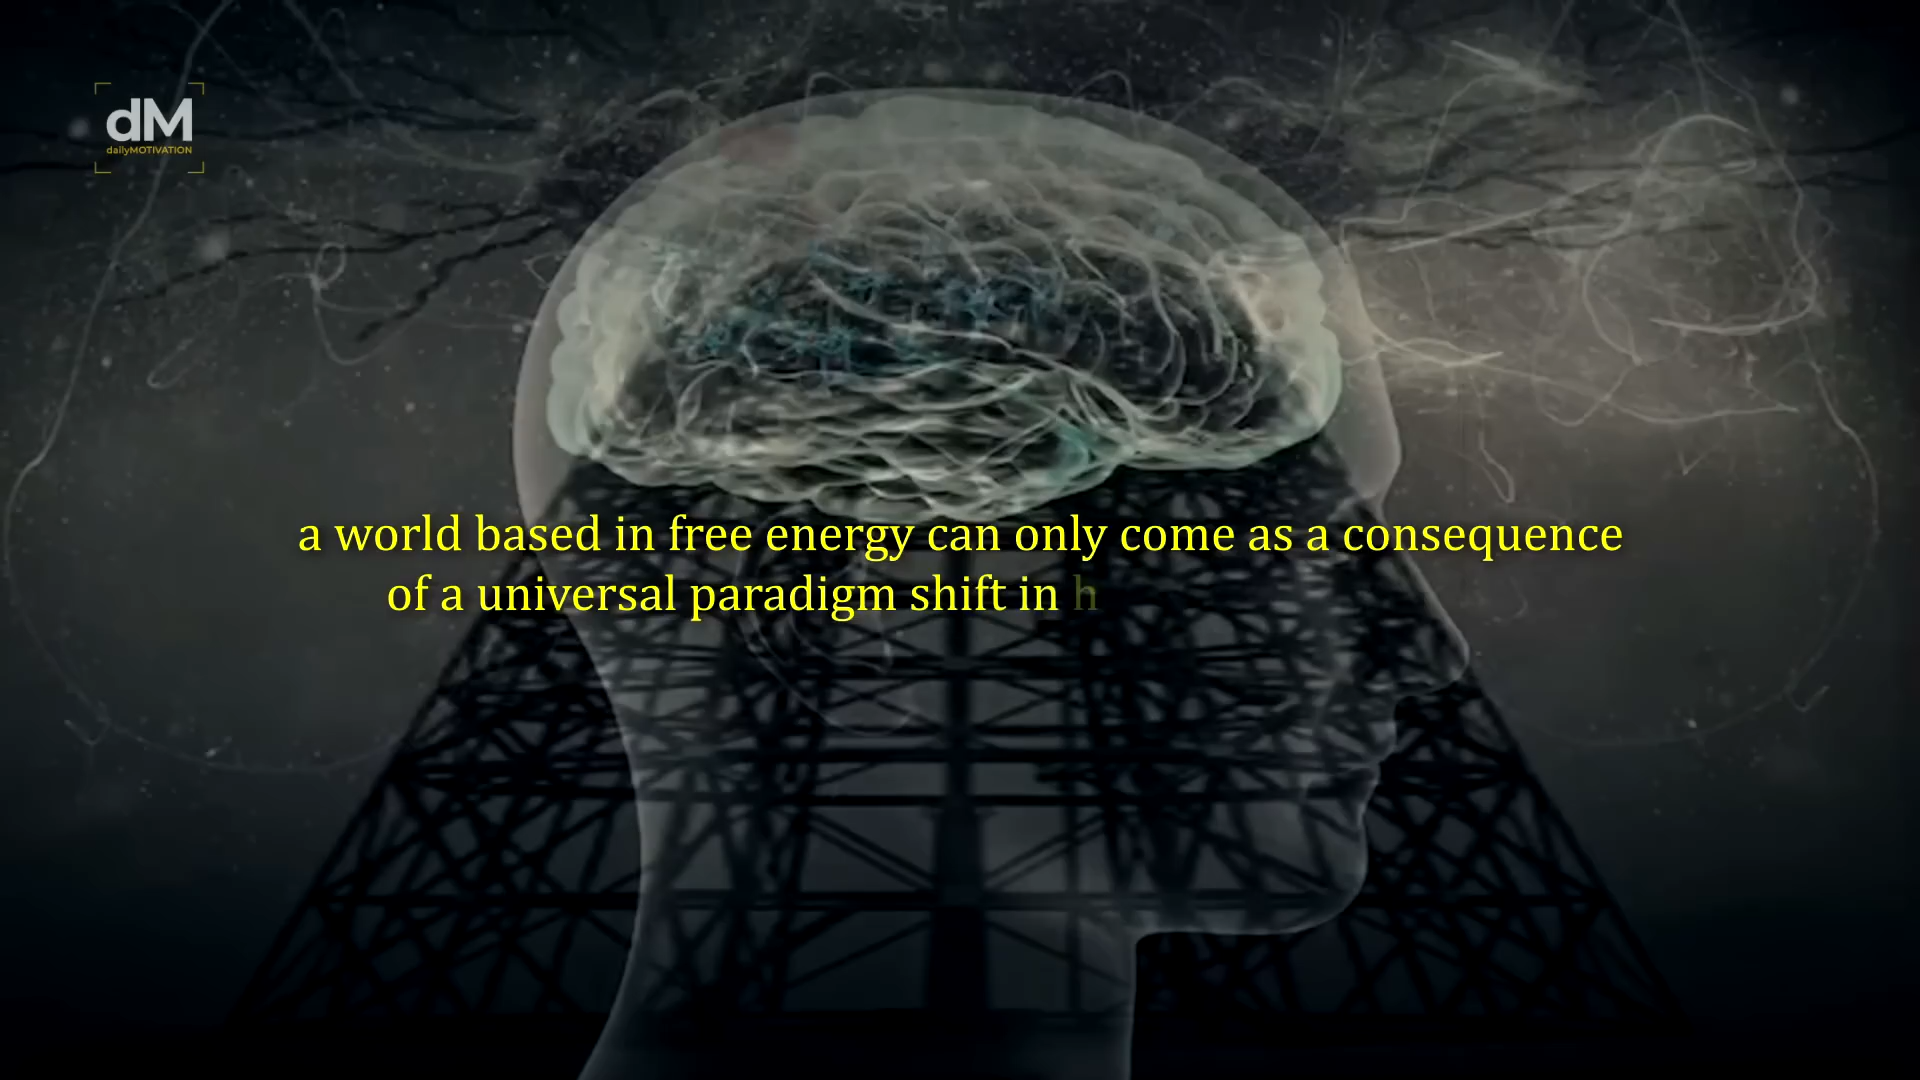 dM
dailyMOTIVATION
a world based in free energy can only come as a consequence
of a universal paradigm shift in h